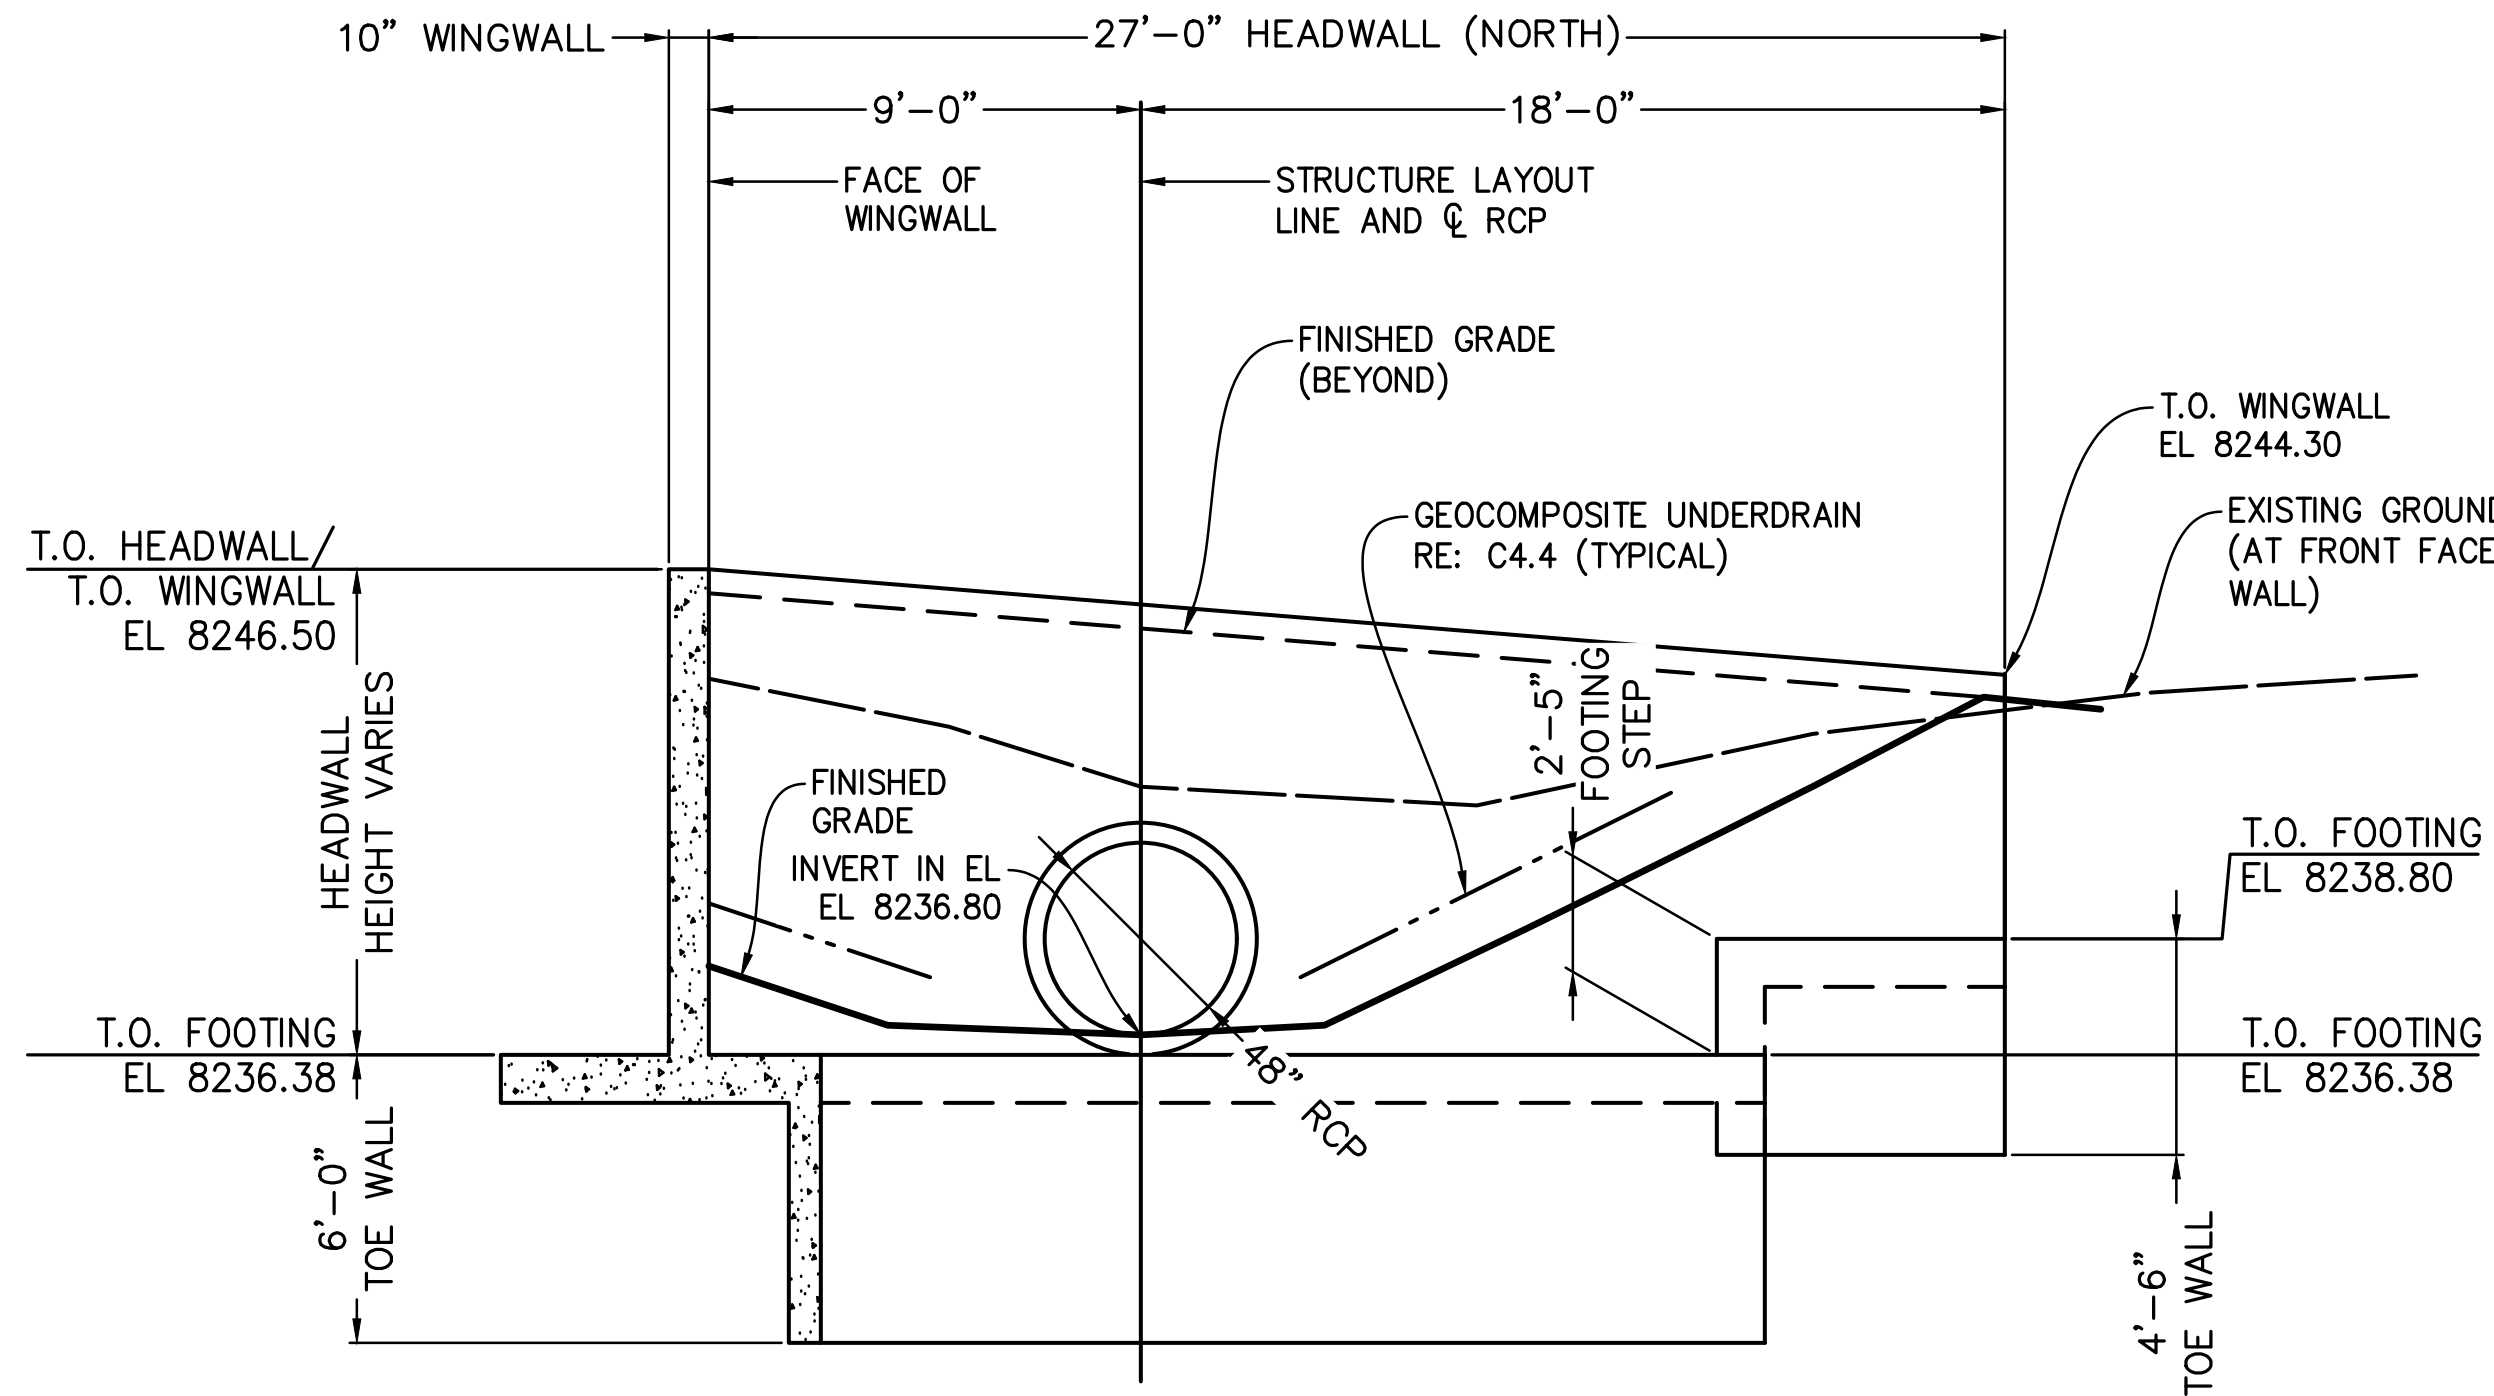 10" WINGWALL
27'-0" HEADWALL (NORTH)
9'-0"
18'-0"
FACE OF
WINGWALL
STRUCTURE LAYOUT
LINE AND ℄ RCP
FINISHED GRADE
(BEYOND)
T.O. WINGWALL
EL 8244.30
GEOCOMPOSITE UNDERDRAIN
RE: C4.4 (TYPICAL)
EXISTING GROUND
(AT FRONT FACE
WALL)
T.O. HEADWALL/
T.O. WINGWALL
EL 8246.50
HEADWALL
HEIGHT VARIES
2'-5"
FOOTING
STEP
FINISHED
GRADE
INVERT IN EL
EL 8236.80
T.O. FOOTING
EL 8238.80
T.O. FOOTING
EL 8236.38
T.O. FOOTING
EL 8236.38
48" RCP
6'-0"
TOE WALL
4'-6"
TOE WALL